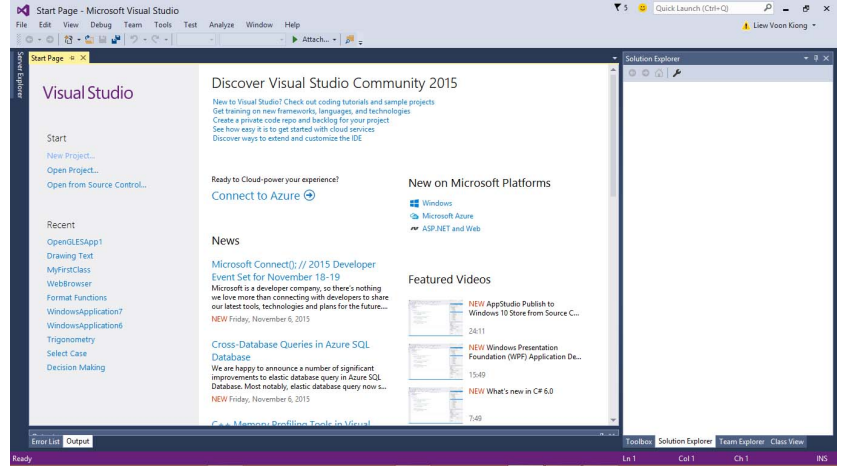 Start Page - Microsoft Visual Studio
5
Quick Launch (Ctrl+Q)
File Edit View Debug Team Tools Test Analyze Window Help
Liew Voon Kiong
Attach...
Server Explorer
Start Page
Solution Explorer
Visual Studio
Start
New Project...
Open Project...
Open from Source Control...
Recent
OpenGLESApp1
Drawing Text
MyFirstClass
WebBrowser
Format Functions
WindowsApplication7
WindowsApplication6
Trigonometry
Select Case
Decision Making
Discover Visual Studio Community 2015
New to Visual Studio? Check out coding tutorials and sample projects
Get training on new frameworks, languages, and technologies
Create a private code repo and backlog for your project
See how easy it is to get started with cloud services
Discover ways to extend and customize the IDE
Ready to Cloud-power your experience?
Connect to Azure
News
Microsoft Connect(); // 2015 Developer
Event Set for November 18-19
Microsoft is a developer company, so there's nothing
we love more than connecting with developers to share
our latest tools, technologies and plans for the future....
NEW Friday, November 6, 2015
Cross-Database Queries in Azure SQL
Database
We are happy to announce a number of significant
improvements to elastic database query in Azure SQL
Database. Most notably, elastic database query now s...
NEW Friday, November 6, 2015
C++ Memory Profiling Tools in Visual
New on Microsoft Platforms
Windows
Microsoft Azure
ASP.NET and Web
Featured Videos
NEW AppStudio Publish to
Windows 10 Store from Source C...
24:11
NEW Windows Presentation
Foundation (WPF) Application De...
15:49
NEW What's new in C# 6.0
7:49
Error List Output
Toolbox Solution Explorer Team Explorer Class View
Ready
Ln 1 Col 1 Ch 1 INS